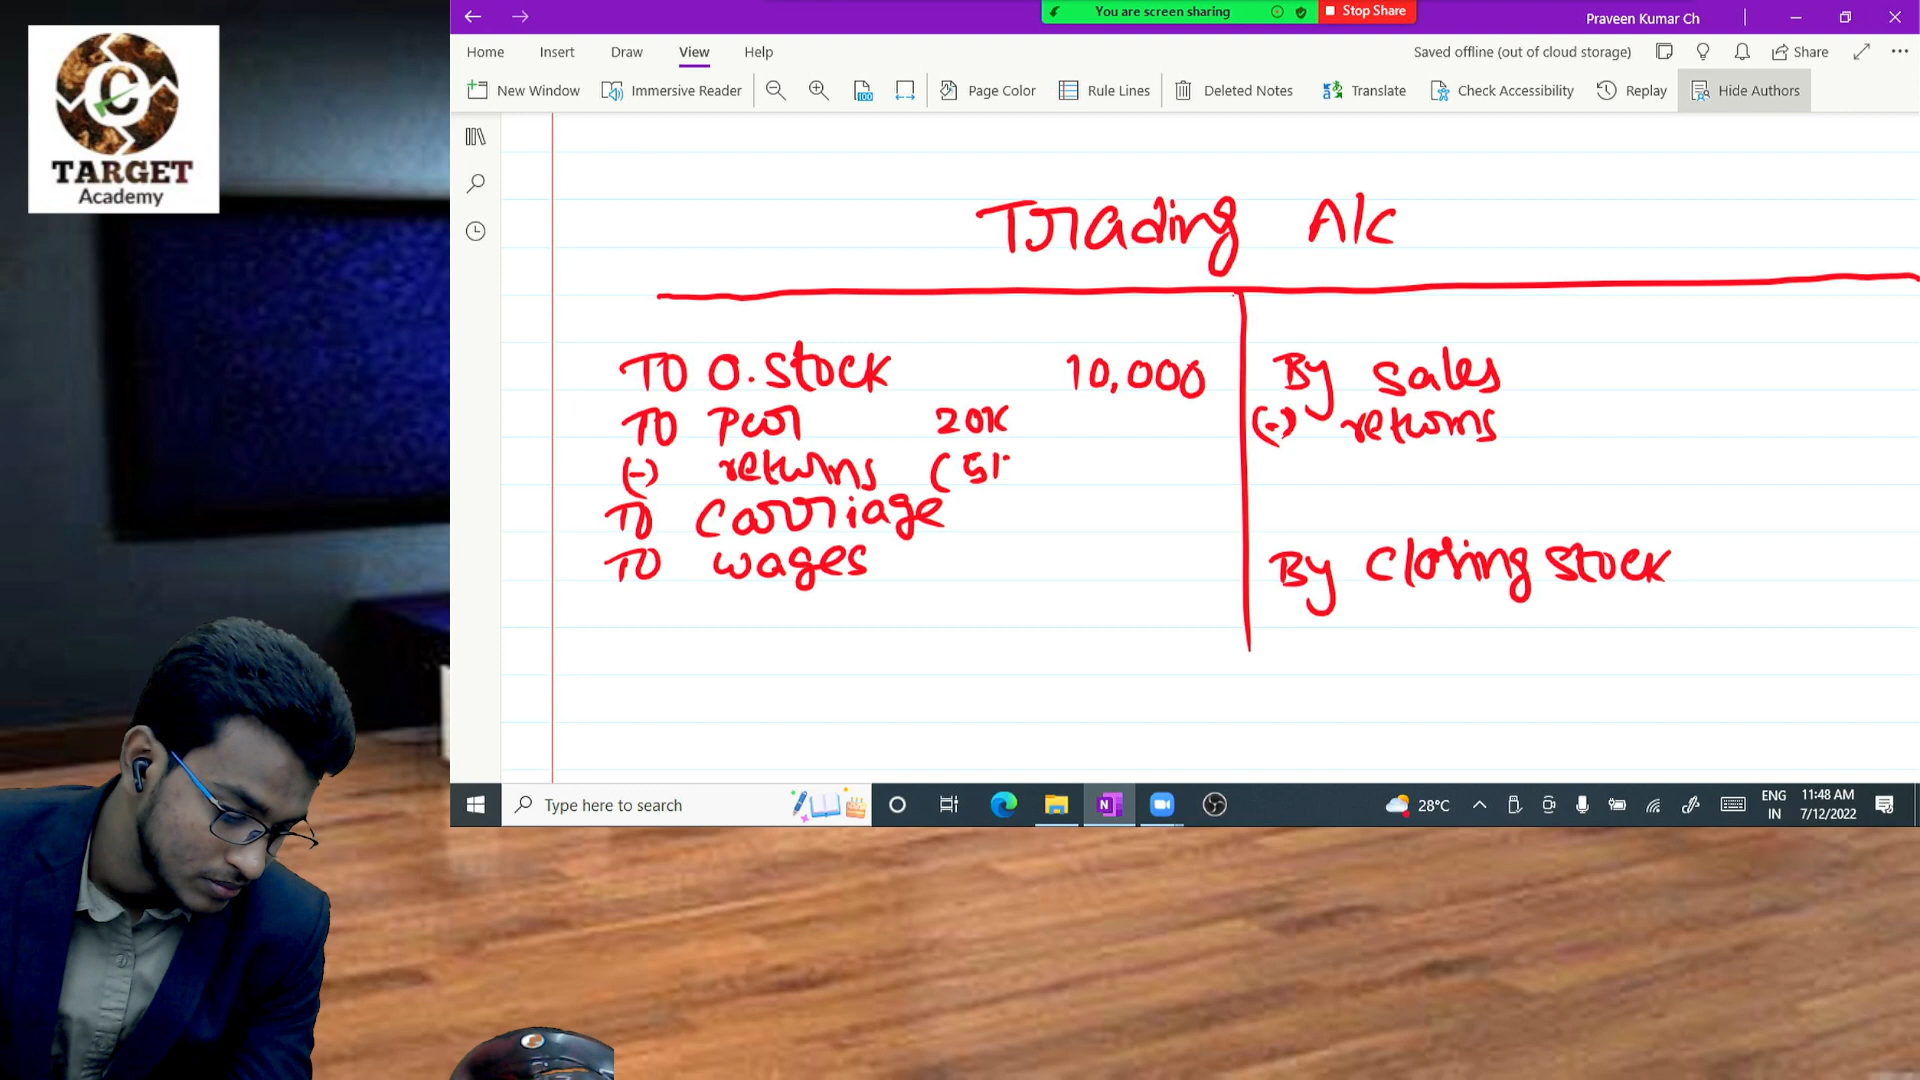 C
TARGET
Academy
You are screen sharing
Stop Share
Praveen Kumar Ch
Home Insert Draw View Help
Saved offline (out of cloud storage)
Share
New Window Immersive Reader 100 Page Color Rule Lines Deleted Notes Translate Check Accessibility Replay Hide Authors
Trading A/c
To O.Stock 10,000
By Sales
To Pur 20K
(-) returns
(-) returns (5
To Carriage
To wages
By Closing Stock
Type here to search
N
28°C
ENG
IN
11:48 AM
7/12/2022